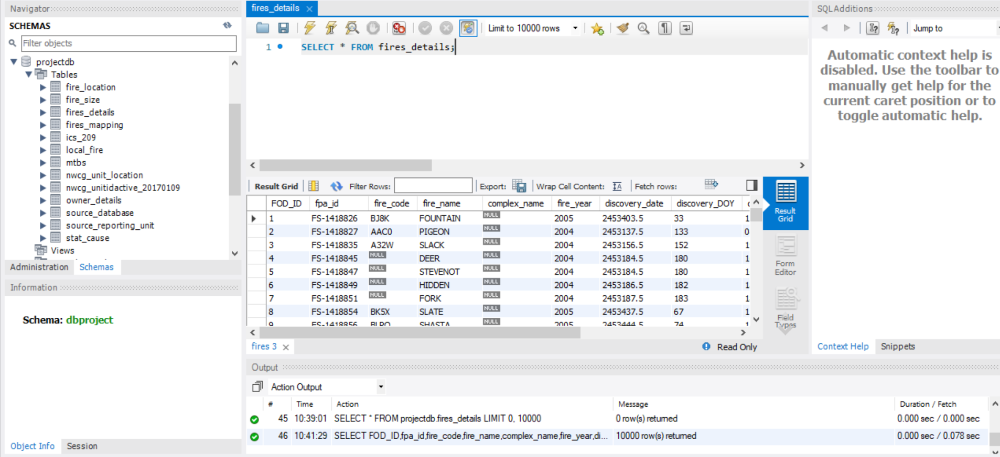 Navigator
SCHEMAS
Filter objects
projectdb
Tables
fire_location
fire_size
fires_details
fires_mapping
ics_209
local_fire
mtbs
nwcg_unit_location
nwcg_unitidactive_20170109
owner_details
source_database
source_reporting_unit
stat_cause
Views
Administration Schemas
Information
Schema: dbproject
Object Info Session
fires_details
Limit to 10000 rows
1 SELECT * FROM fires_details;
Result Grid Filter Rows: Export: Wrap Cell Content: Fetch rows:
FOD_ID fpa_id fire_code fire_name complex_name fire_year discovery_date discovery_DOY
1 FS-1418826 BJ8K FOUNTAIN NULL 2005 2453403.5 33 1
2 FS-1418827 AAC0 PIGEON NULL 2004 2453137.5 133 0
3 FS-1418835 A32W SLACK NULL 2004 2453156.5 152 1
4 FS-1418845 NULL DEER NULL 2004 2453184.5 180 1
5 FS-1418847 NULL STEVENOT NULL 2004 2453184.5 180 1
6 FS-1418849 NULL HIDDEN NULL 2004 2453186.5 182 1
7 FS-1418851 NULL FORK NULL 2004 2453187.5 183 1
8 FS-1418854 BK5X SLATE NULL 2005 2453437.5 67 1
9 FS-1418856 SHASTA NULL 2005 2453444.5 74 1
Result Grid
Form Editor
Field Types
fires 3 Read Only
Output
Action Output
# Time Action Message Duration / Fetch
45 10:39:01 SELECT * FROM projectdb.fires_details LIMIT 0, 10000 0 row(s) returned 0.000 sec / 0.000 sec
46 10:41:29 SELECT FOD_ID,fpa_id,fire_code,fire_name,complex_name,fire_year,di... 10000 row(s) returned 0.000 sec / 0.078 sec
SQLAdditions
Jump to
Automatic context help is
disabled. Use the toolbar to
manually get help for the
current caret position or to
toggle automatic help.
Context Help Snippets